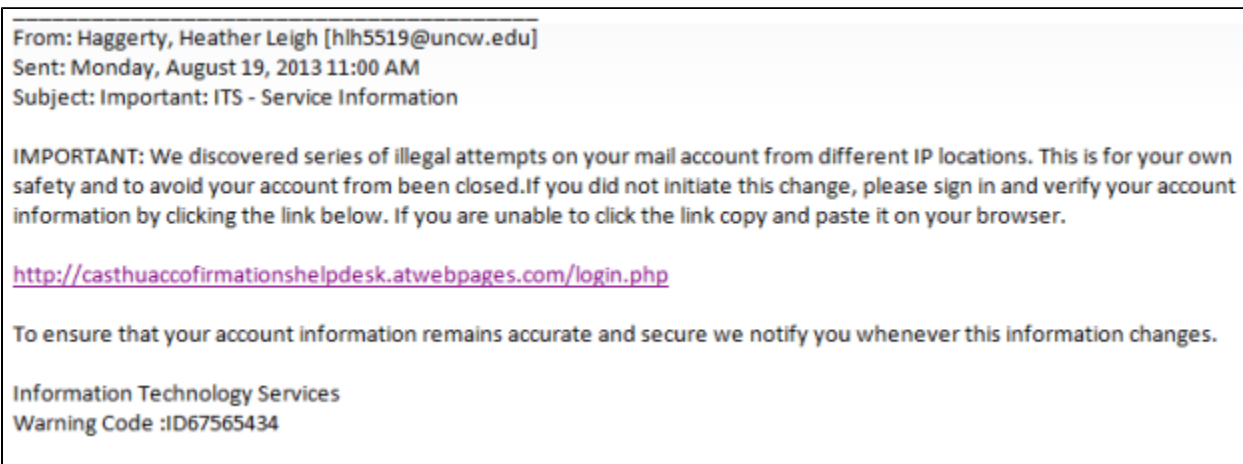 From: Haggerty, Heather Leigh [hlh5519@uncw.edu]
Sent: Monday, August 19, 2013 11:00 AM
Subject: Important: ITS - Service Information
IMPORTANT: We discovered series of illegal attempts on your mail account from different IP locations. This is for your own
safety and to avoid your account from been closed.If you did not initiate this change, please sign in and verify your account
information by clicking the link below. If you are unable to click the link copy and paste it on your browser.
http://casthuaccofirmationshelpdesk.atwebpages.com/login.php
To ensure that your account information remains accurate and secure we notify you whenever this information changes.
Information Technology Services
Warning Code :ID67565434